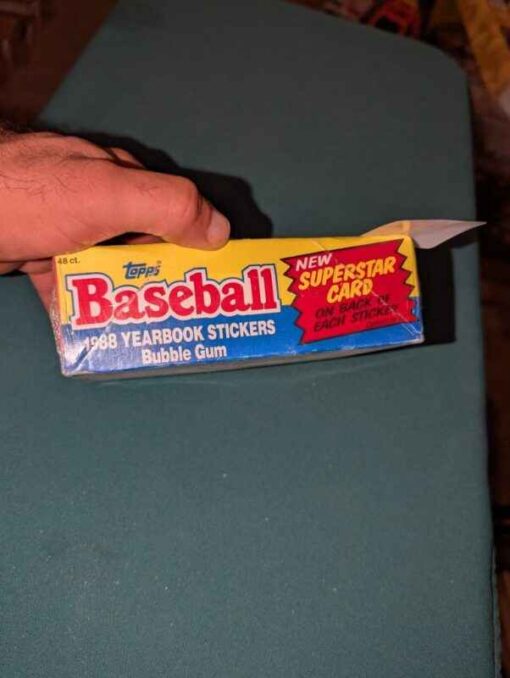 48 ct.
topps
Baseball
1988 YEARBOOK STICKERS
Bubble Gum
NEW
SUPERSTAR
CARD
ON BACK OF
EACH STICKER